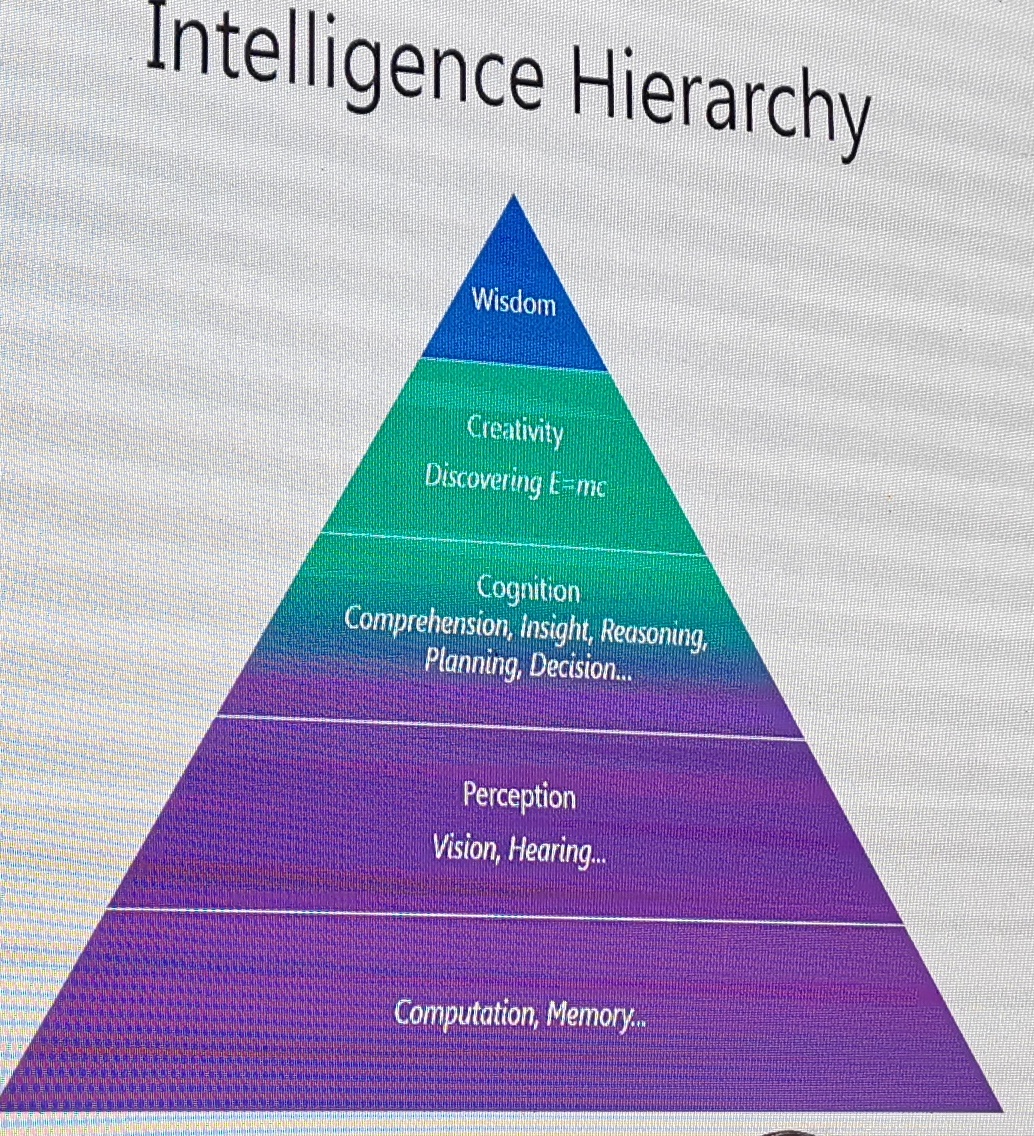 Intelligence Hierarchy
Wisdom
Creativity
Discovering E=mc
Cognition
Comprehension, Insight, Reasoning,
Planning, Decision...
Perception
Vision, Hearing...
Computation, Memory...